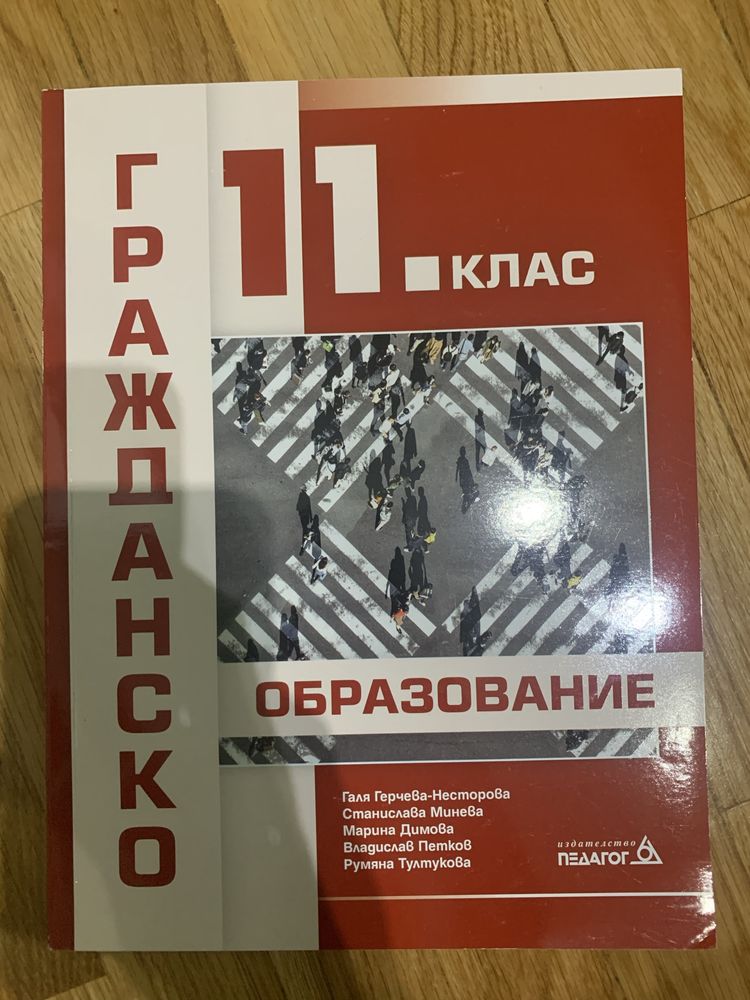 ГРАЖДАНСКО
11. КЛАС
ОБРАЗОВАНИЕ
Галя Герчева-Несторова
Станислава Минева
Марина Димова
Владислав Петков
Румяна Тултукова
издателство
ПЕДАГОГ 6